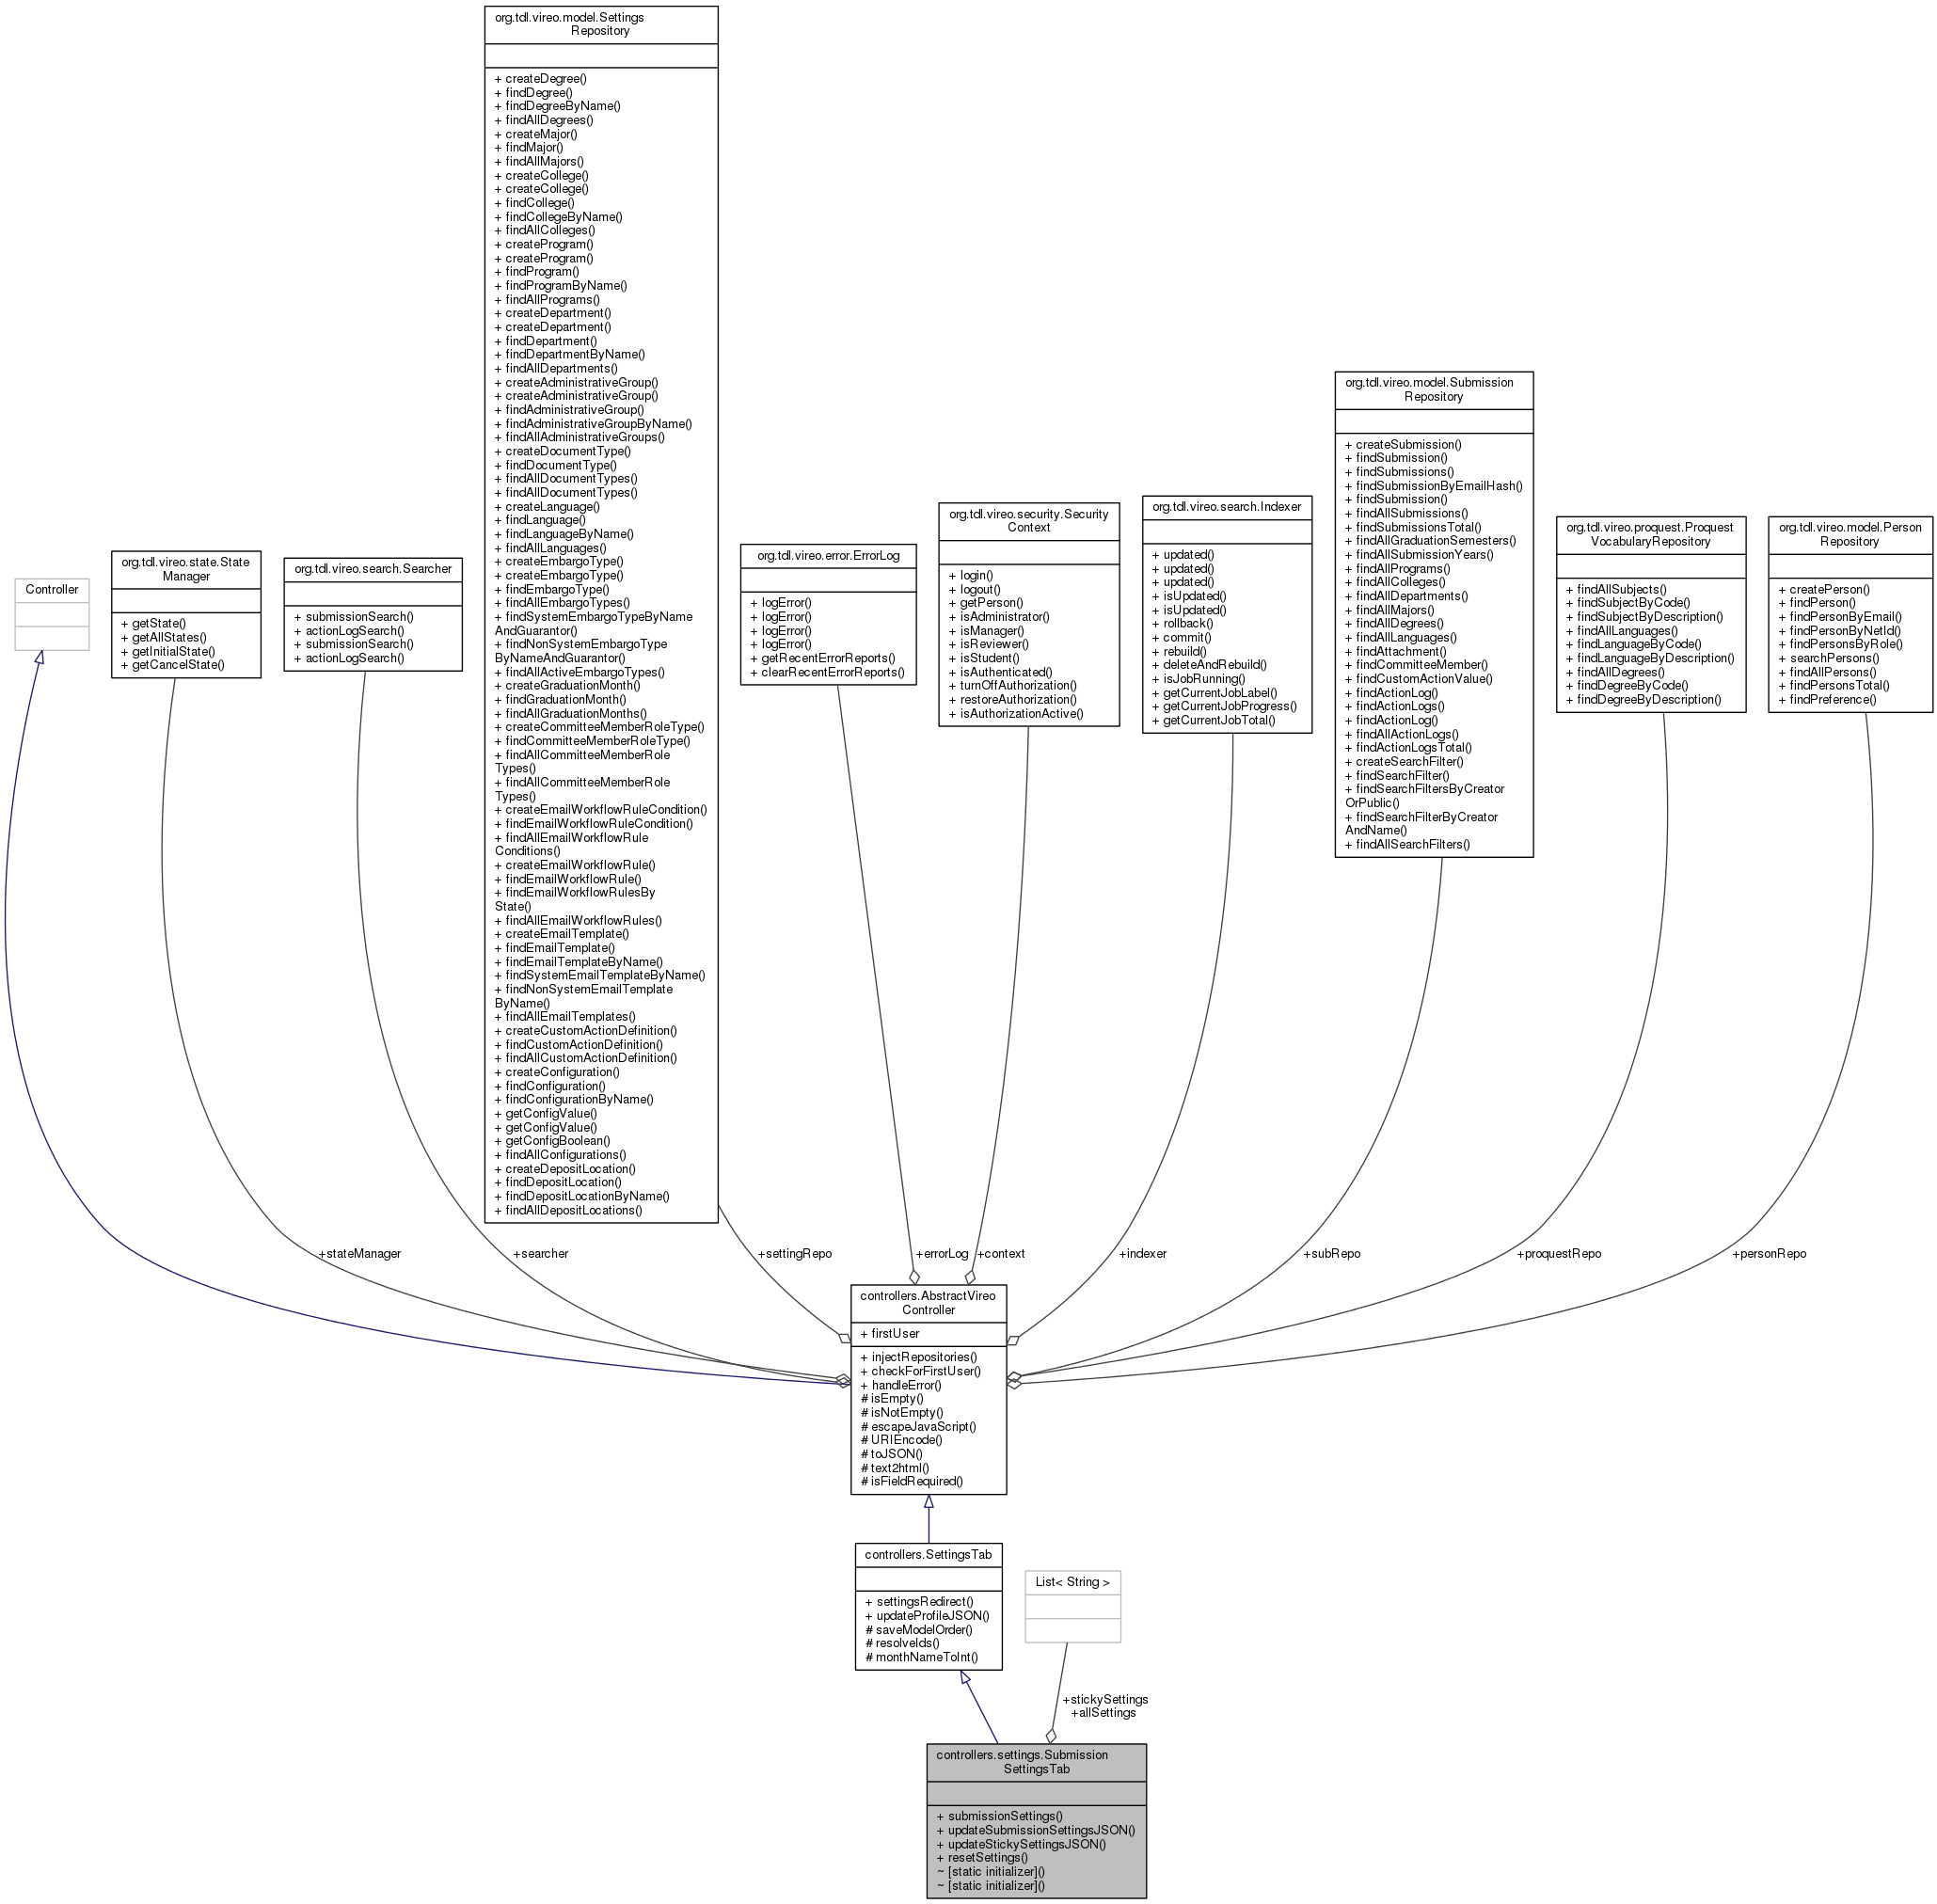 org.tdl.vireo.model.Settings
Repository
+ createDegree()
+ findDegree()
+ findDegreeByName()
+ findAllDegrees()
+ createMajor()
+ findMajor()
+ findAllMajors()
+ createCollege()
+ createCollege()
+ findCollege()
+ findCollegeByName()
+ findAllColleges()
+ createProgram()
+ createProgram()
+ findProgram()
+ findProgramByName()
+ findAllPrograms()
+ createDepartment()
+ createDepartment()
+ findDepartment()
+ findDepartmentByName()
+ findAllDepartments()
+ createAdministrativeGroup()
+ createAdministrativeGroup()
+ findAdministrativeGroup()
+ findAdministrativeGroupByName()
+ findAllAdministrativeGroups()
+ createDocumentType()
+ findDocumentType()
+ findAllDocumentTypes()
+ findAllDocumentTypes()
+ createLanguage()
+ findLanguage()
+ findLanguageByName()
+ findAllLanguages()
+ createEmbargoType()
+ createEmbargoType()
+ findEmbargoType()
+ findAllEmbargoTypes()
+ findSystemEmbargoTypeByName
AndGuarantor()
+ findNonSystemEmbargoType
ByNameAndGuarantor()
+ findAllActiveEmbargoTypes()
+ createGraduationMonth()
+ findGraduationMonth()
+ findAllGraduationMonths()
+ createCommitteeMemberRoleType()
+ findCommitteeMemberRoleType()
+ findAllCommitteeMemberRole
Types()
+ findAllCommitteeMemberRole
Types()
+ createEmailWorkflowRuleCondition()
+ findEmailWorkflowRuleCondition()
+ findAllEmailWorkflowRule
Conditions()
+ createEmailWorkflowRule()
+ findEmailWorkflowRule()
+ findEmailWorkflowRulesBy
State()
+ findAllEmailWorkflowRules()
+ createEmailTemplate()
+ findEmailTemplate()
+ findEmailTemplateByName()
+ findSystemEmailTemplateByName()
+ findNonSystemEmailTemplate
ByName()
+ findAllEmailTemplates()
+ createCustomActionDefinition()
+ findCustomActionDefinition()
+ findAllCustomActionDefinition()
+ createConfiguration()
+ findConfiguration()
+ findConfigurationByName()
+ getConfigValue()
+ getConfigValue()
+ getConfigBoolean()
+ findAllConfigurations()
+ createDepositLocation()
+ findDepositLocation()
+ findDepositLocationByName()
+ findAllDepositLocations()
Controller
org.tdl.vireo.state.State
Manager
+ getState()
+ getAllStates()
+ getInitialState()
+ getCancelState()
org.tdl.vireo.search.Searcher
+ submissionSearch()
+ actionLogSearch()
+ submissionSearch()
+ actionLogSearch()
org.tdl.vireo.error.ErrorLog
+ logError()
+ logError()
+ logError()
+ logError()
+ getRecentErrorReports()
+ clearRecentErrorReports()
org.tdl.vireo.security.Security
Context
+ login()
+ logout()
+ getPerson()
+ isAdministrator()
+ isManager()
+ isReviewer()
+ isStudent()
+ isAuthenticated()
+ turnOffAuthorization()
+ restoreAuthorization()
+ isAuthorizationActive()
org.tdl.vireo.search.Indexer
+ updated()
+ updated()
+ updated()
+ isUpdated()
+ isUpdated()
+ rollback()
+ commit()
+ rebuild()
+ deleteAndRebuild()
+ isJobRunning()
+ getCurrentJobLabel()
+ getCurrentJobProgress()
+ getCurrentJobTotal()
org.tdl.vireo.model.Submission
Repository
+ createSubmission()
+ findSubmission()
+ findSubmissions()
+ findSubmissionByEmailHash()
+ findSubmission()
+ findAllSubmissions()
+ findSubmissionsTotal()
+ findAllGraduationSemesters()
+ findAllSubmissionYears()
+ findAllPrograms()
+ findAllColleges()
+ findAllDepartments()
+ findAllMajors()
+ findAllDegrees()
+ findAllLanguages()
+ findAttachment()
+ findCommitteeMember()
+ findCustomActionValue()
+ findActionLog()
+ findActionLogs()
+ findActionLog()
+ findAllActionLogs()
+ findActionLogsTotal()
+ createSearchFilter()
+ findSearchFilter()
+ findSearchFiltersByCreator
OrPublic()
+ findSearchFilterByCreator
AndName()
+ findAllSearchFilters()
org.tdl.vireo.proquest.Proquest
VocabularyRepository
+ findAllSubjects()
+ findSubjectByCode()
+ findSubjectByDescription()
+ findAllLanguages()
+ findLanguageByCode()
+ findLanguageByDescription()
+ findAllDegrees()
+ findDegreeByCode()
+ findDegreeByDescription()
org.tdl.vireo.model.Person
Repository
+ createPerson()
+ findPerson()
+ findPersonByEmail()
+ findPersonByNetId()
+ findPersonsByRole()
+ searchPersons()
+ findAllPersons()
+ findPersonsTotal()
+ findPreference()
+stateManager
+searcher
+settingRepo
+errorLog
+context
+indexer
+subRepo
+proquestRepo
+personRepo
controllers.AbstractVireo
Controller
+ firstUser
+ injectRepositories()
+ checkForFirstUser()
+ handleError()
# isEmpty()
# isNotEmpty()
# escapeJavaScript()
# URIEncode()
# toJSON()
# text2html()
# isFieldRequired()
controllers.SettingsTab
+ settingsRedirect()
+ updateProfileJSON()
# saveModelOrder()
# resolveIds()
# monthNameToInt()
List< String >
+stickySettings
+allSettings
controllers.settings.Submission
SettingsTab
+ submissionSettings()
+ updateSubmissionSettingsJSON()
+ updateStickySettingsJSON()
+ resetSettings()
~ [static initializer]()
~ [static initializer]()